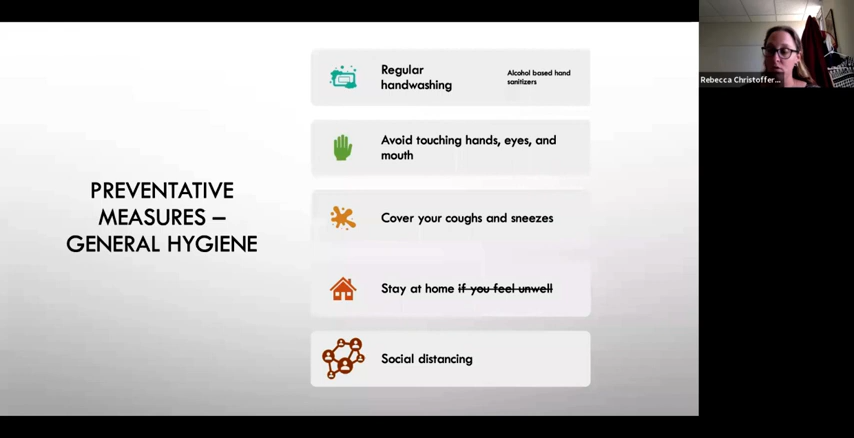 PREVENTATIVE
MEASURES –
GENERAL HYGIENE
Regular
handwashing
Alcohol based hand
sanitizers
Avoid touching hands, eyes, and
mouth
Cover your coughs and sneezes
Stay at home if you feel unwell
Social distancing
Rebecca Christoffer...